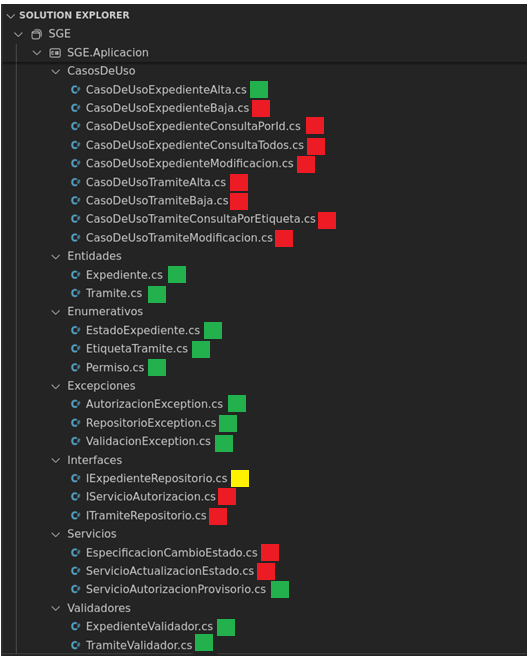 SOLUTION EXPLORER
SGE
SGE.Aplicacion
CasosDeUso
CasoDeUsoExpedienteAlta.cs
CasoDeUsoExpedienteBaja.cs
CasoDeUsoExpedienteConsultaPorId.cs
CasoDeUsoExpedienteConsultaTodos.cs
CasoDeUsoExpedienteModificacion.cs
CasoDeUsoTramiteAlta.cs
CasoDeUsoTramiteBaja.cs
CasoDeUsoTramiteConsultaPorEtiqueta.cs
CasoDeUsoTramiteModificacion.cs
Entidades
Expediente.cs
Tramite.cs
Enumerativos
EstadoExpediente.cs
EtiquetaTramite.cs
Permiso.cs
Excepciones
AutorizacionException.cs
RepositorioException.cs
ValidacionException.cs
Interfaces
IExpedienteRepositorio.cs
IServicioAutorizacion.cs
ITramiteRepositorio.cs
Servicios
EspecificacionCambioEstado.cs
ServicioActualizacionEstado.cs
ServicioAutorizacionProvisorio.cs
Validadores
ExpedienteValidador.cs
TramiteValidador.cs